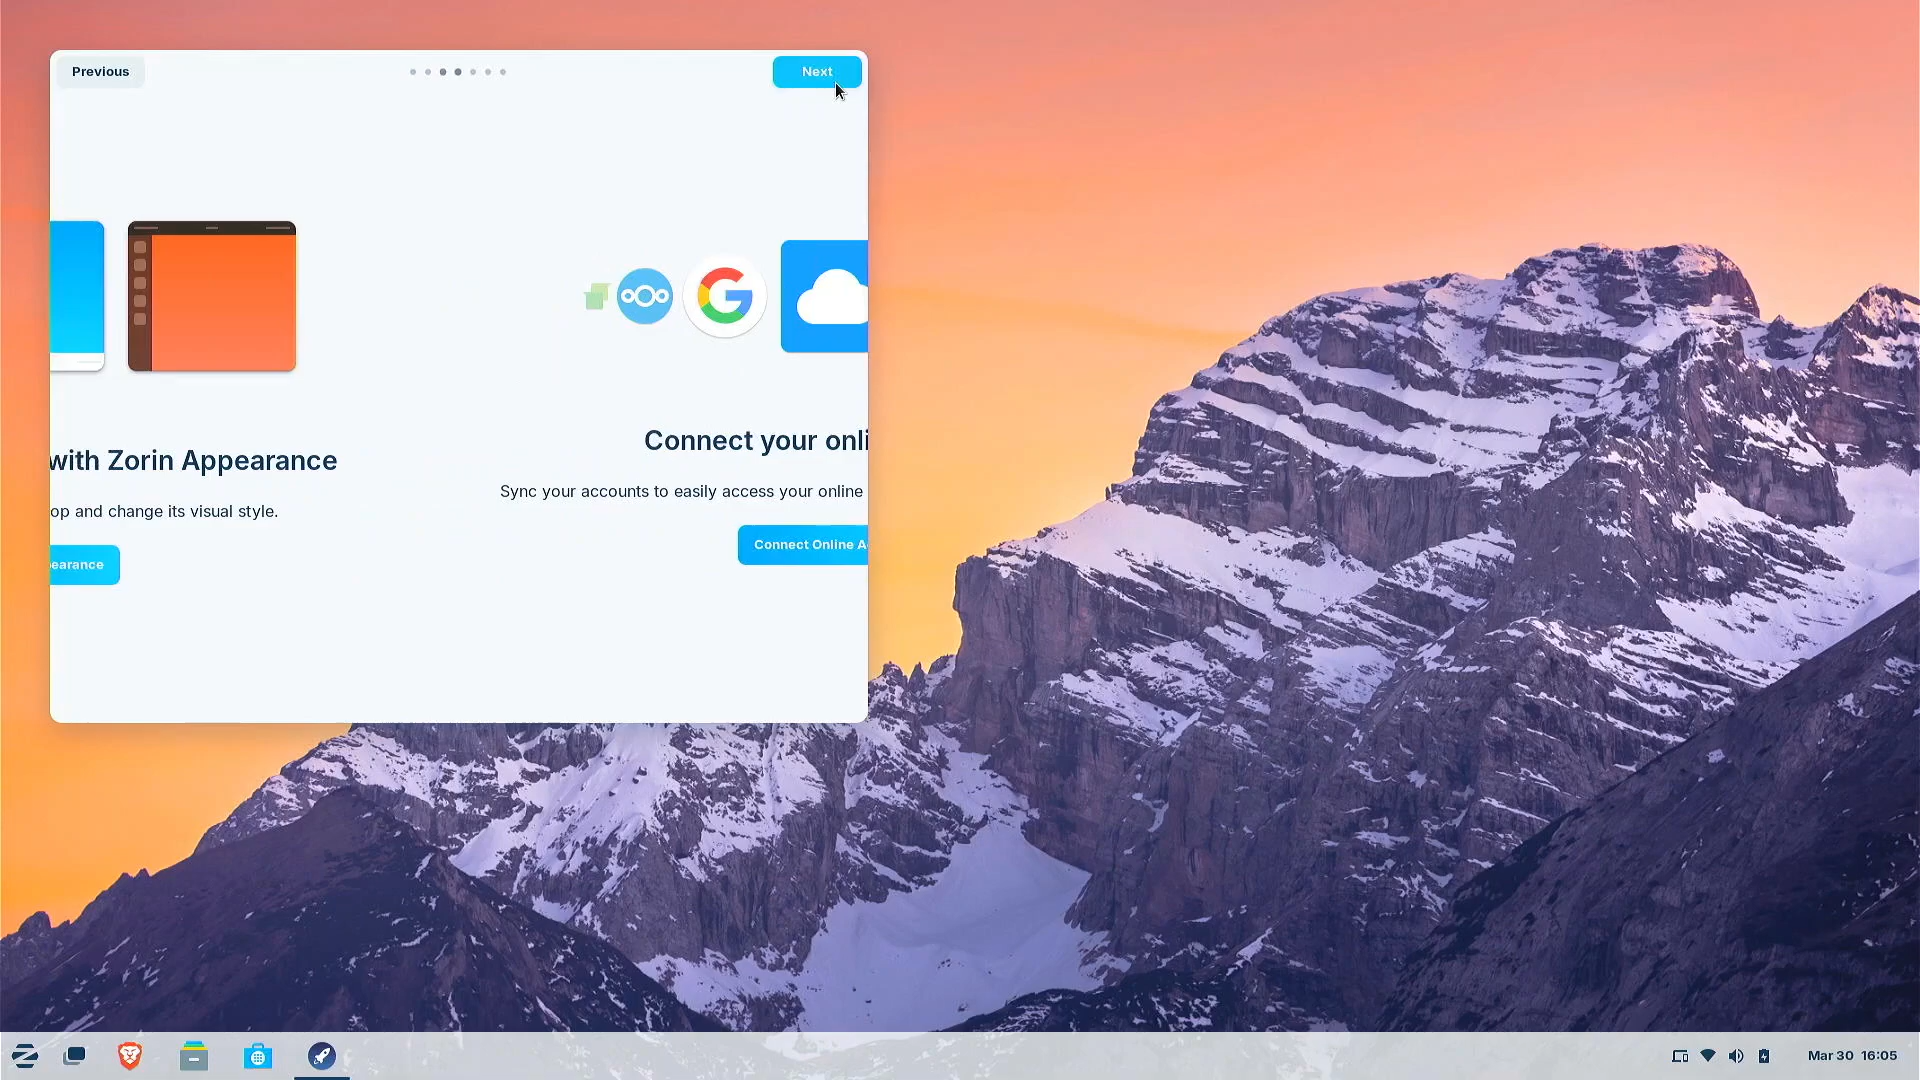 Previous
Next
with Zorin Appearance
op and change its visual style.
earance
Connect your onli
Sync your accounts to easily access your online
Connect Online A
Mar 30 16:05